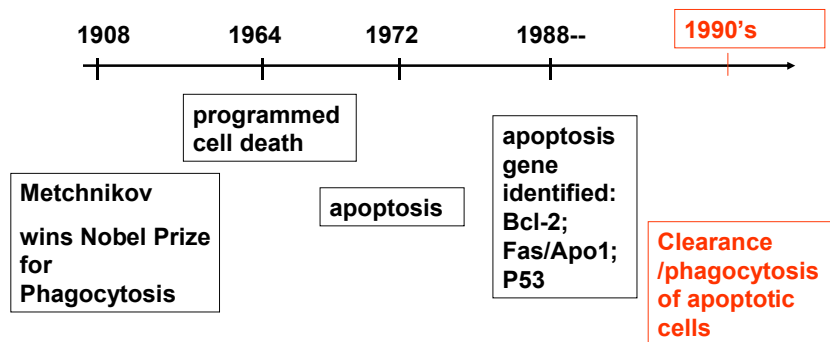 1908
1964
1972
1988--
1990's
programmed
cell death
Metchnikov
wins Nobel Prize
for
Phagocytosis
apoptosis
apoptosis
gene
identified:
Bcl-2;
Fas/Apo1;
P53
Clearance
/phagocytosis
of apoptotic
cells